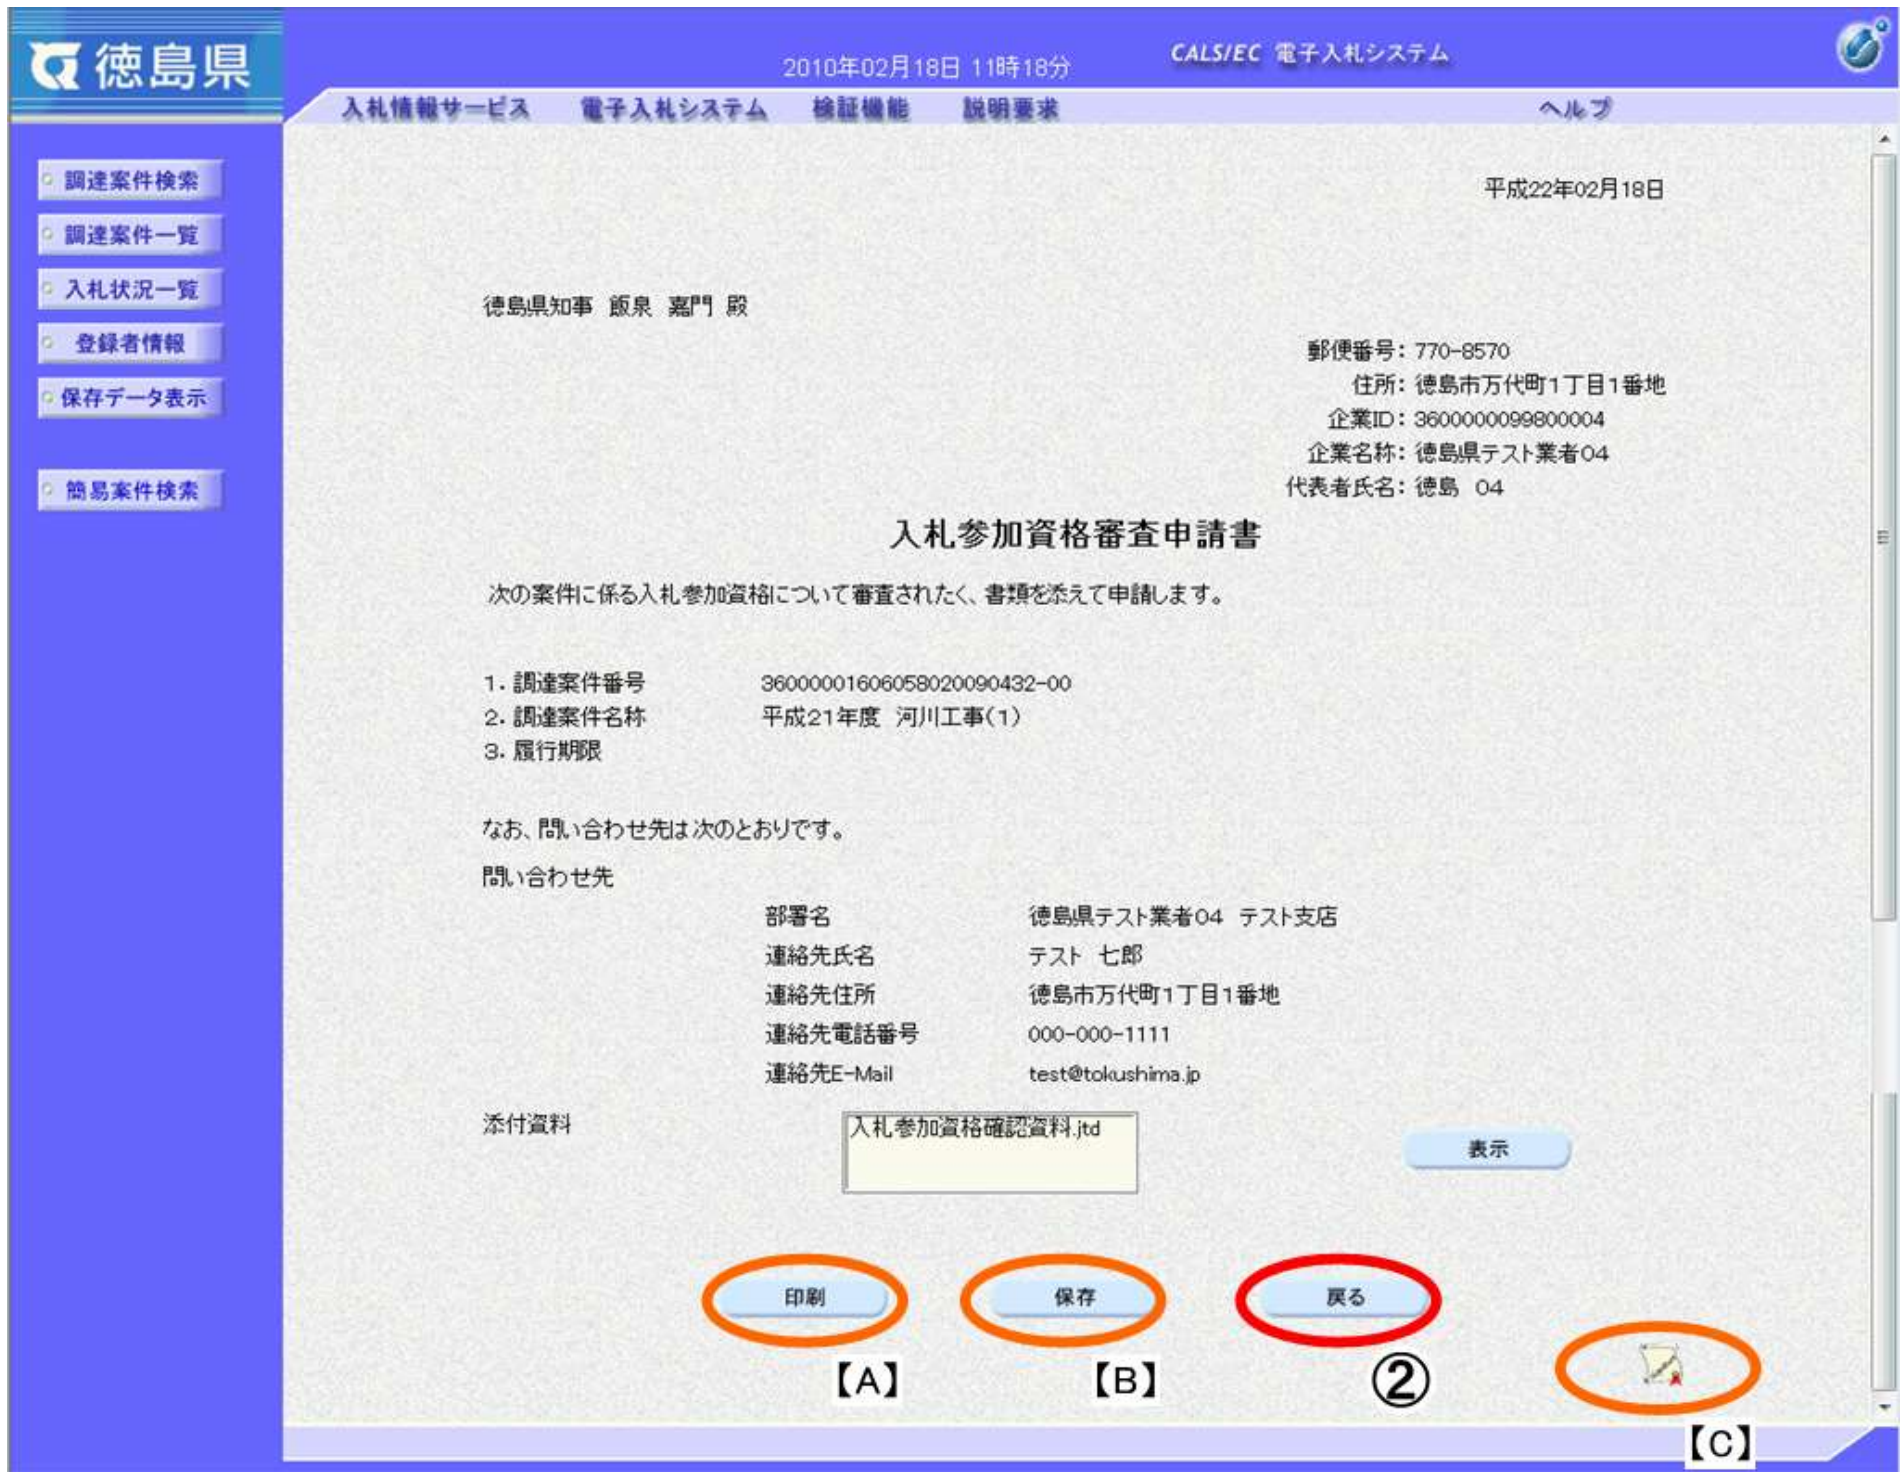 徳島県
2010年02月18日 11時18分
CALS/EC 電子入札システム
入札情報サービス 電子入札システム 検証機能 説明要求 ヘルプ
調達案件検索
調達案件一覧
入札状況一覧
登録者情報
保存データ表示
簡易案件検索
平成22年02月18日
徳島県知事 飯泉 嘉門 殿
郵便番号：770-8570
住所：徳島市万代町1丁目1番地
企業ID：3600000099800004
企業名称：徳島県テスト業者04
代表者氏名：徳島 04
入札参加資格審査申請書
次の案件に係る入札参加資格について審査されたく、書類を添えて申請します。
1．調達案件番号 36000001606058020090432-00
2．調達案件名称 平成21年度 河川工事(1)
3．履行期限
なお、問い合わせ先は次のとおりです。
問い合わせ先
部署名 徳島県テスト業者04 テスト支店
連絡先氏名 テスト 七郎
連絡先住所 徳島市万代町1丁目1番地
連絡先電話番号 000-000-1111
連絡先E-Mail test@tokushima.jp
添付資料 入札参加資格確認資料.jtd 表示
印刷 保存 戻る
【A】 【B】 ②
【C】